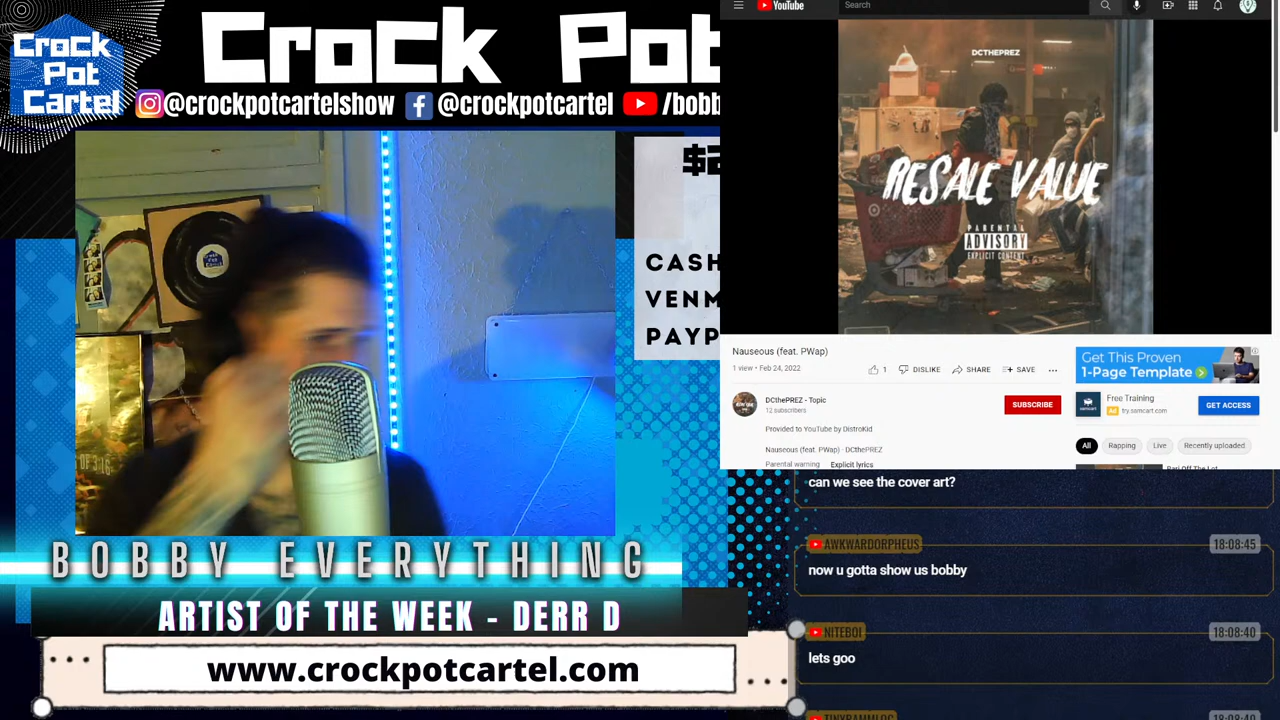 Crock Pot
Crock
Pot
Cartel
@crockpotcartelshow
@crockpotcartel
/bobb
CASH
VENM
PAYP
BOBBY EVERYTHING
ARTIST OF THE WEEK - DERR D
www.crockpotcartel.com
YouTube
Search
DCTHEPREZ
RESALE VALUE
PARENTAL
ADVISORY
EXPLICIT CONTENT
Nauseous (feat. PWap)
1 view • Feb 24, 2022
1
DISLIKE
SHARE
SAVE
DCthePREZ - Topic
12 subscribers
SUBSCRIBE
Provided to YouTube by DistroKid
Nauseous (feat. PWap) · DCthePREZ
Parental warning Explicit lyrics
Get This Proven
1-Page Template
Free Training
Ad try.samcart.com
GET ACCESS
All
Rapping
Live
Recently uploaded
can we see the cover art?
AWKWARDORPHEUS
18:08:45
now u gotta show us bobby
NITEBOI
18:08:40
lets goo